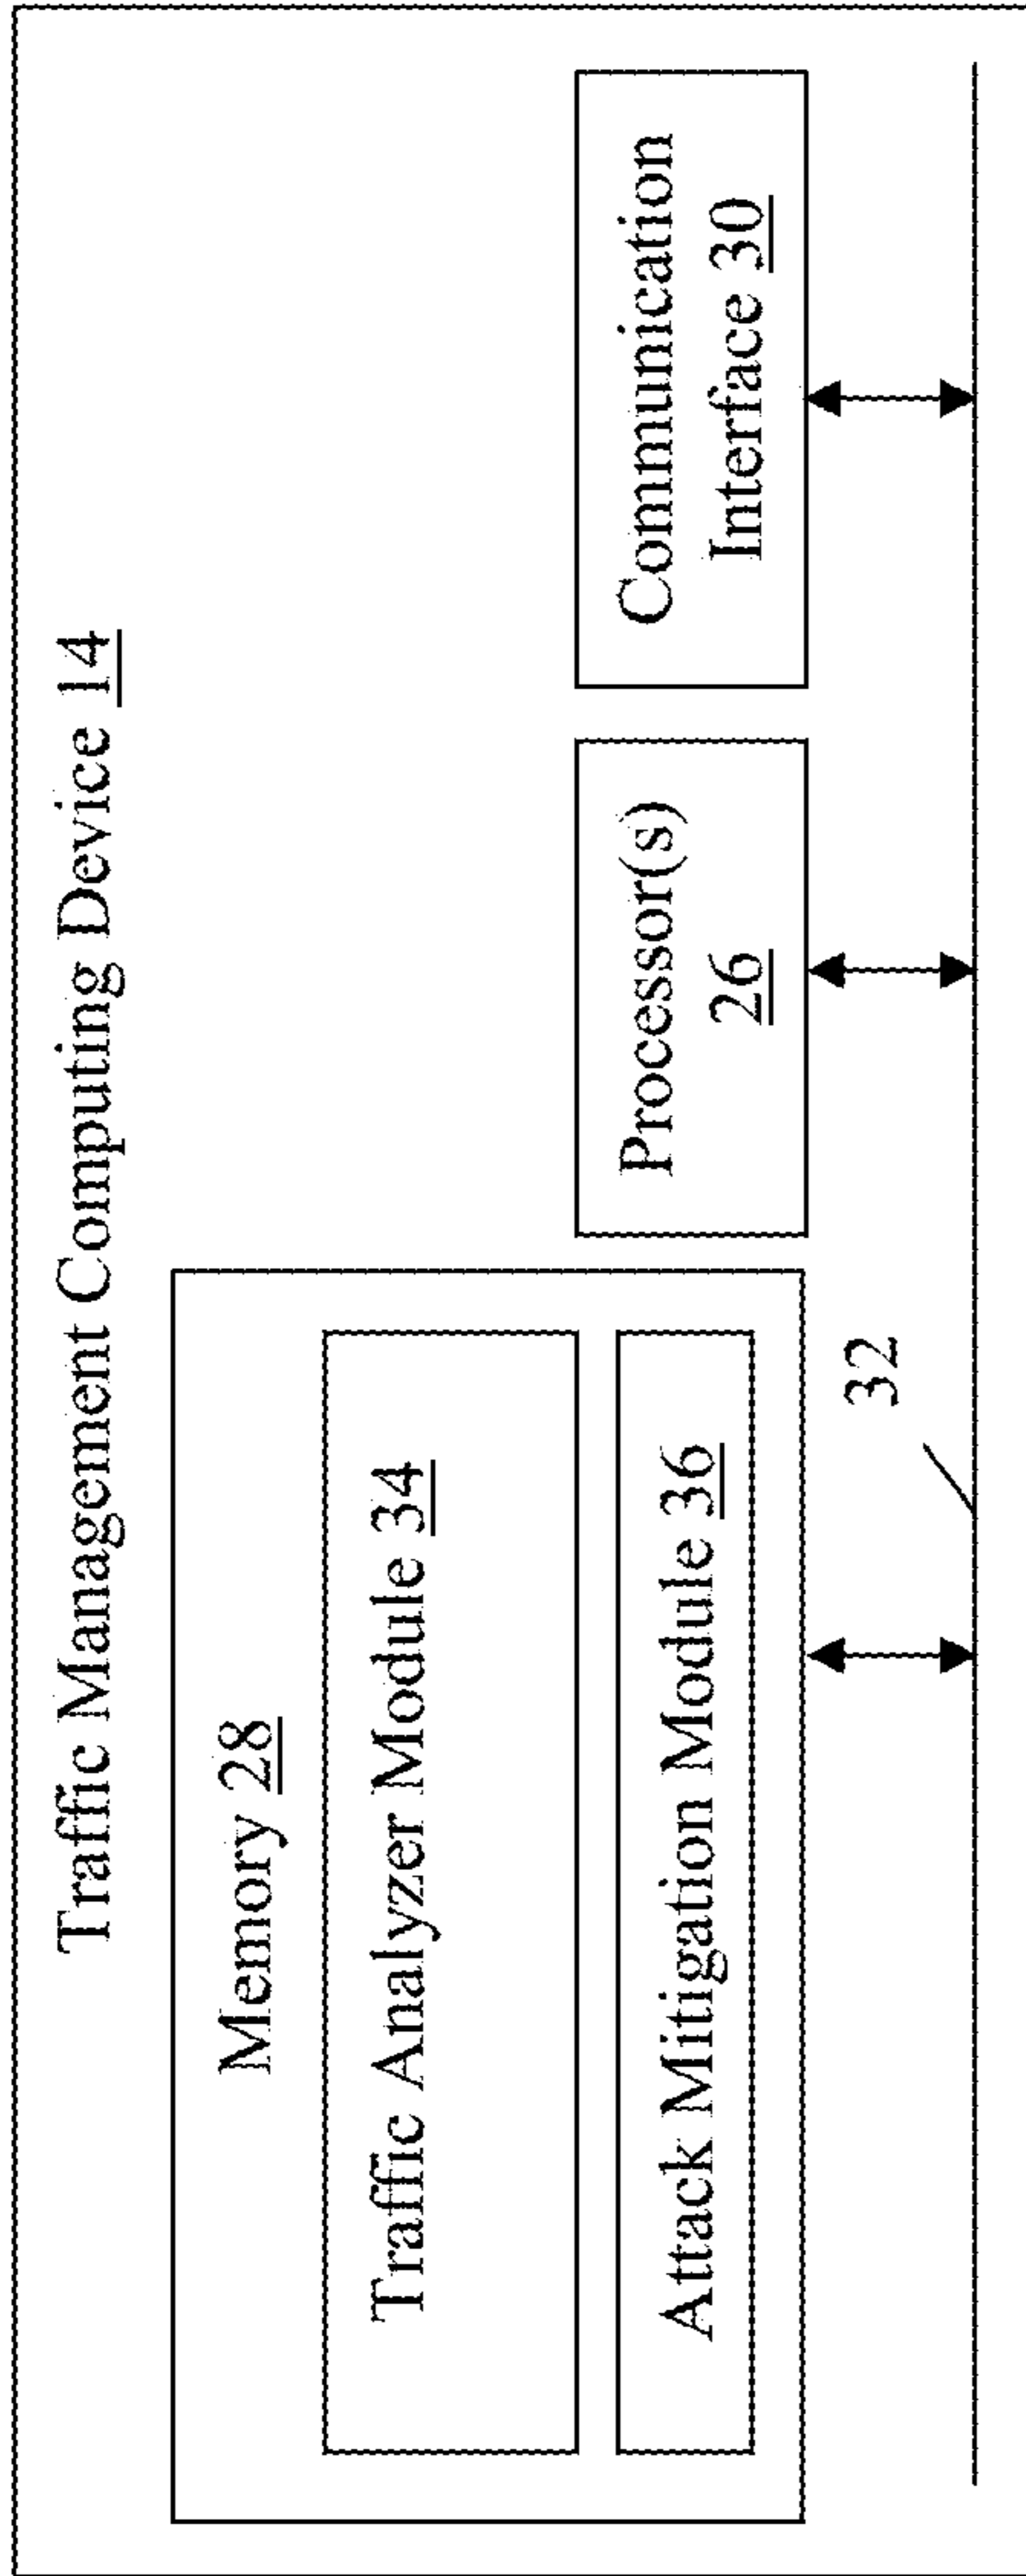 Traffic Management Computing Device 14
Memory 28
Traffic Analyzer Module 34
Attack Mitigation Module 36
Processor(s)
26
Communication
Interface 30
32